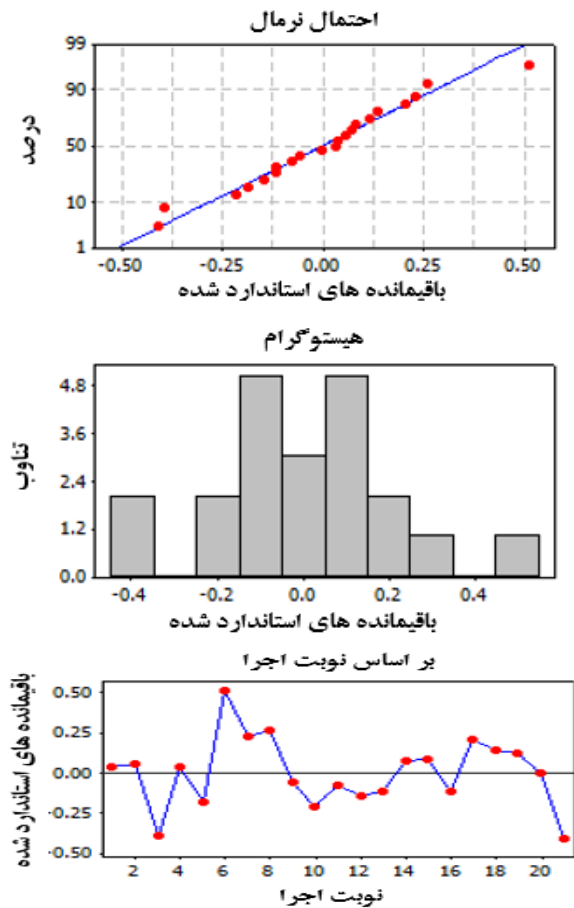 احتمال نرمال
درصد
99
90
50
10
1
-0.50 -0.25 0.00 0.25 0.50
باقیمانده های استاندارد شده
هیستوگرام
تناوب
4.8
3.6
2.4
1.2
0.0
-0.4 -0.2 0.0 0.2 0.4
باقیمانده های استاندارد شده
بر اساس نوبت اجرا
باقیمانده های استاندارد شده
0.50
0.25
0.00
-0.25
-0.50
2 4 6 8 10 12 14 16 18 20
نوبت اجرا